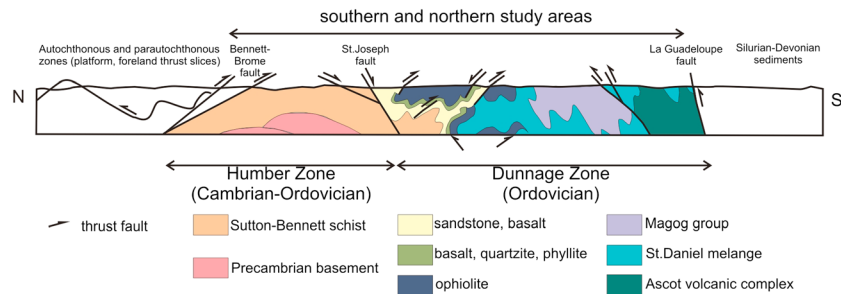 southern and northern study areas
Autochthonous and parautochthonous
zones (platform, foreland thrust slices)
Bennett-
Brome
fault
St.Joseph
fault
La Guadeloupe
fault
Silurian-Devonian
sediments
N
S
Humber Zone
(Cambrian-Ordovician)
Dunnage Zone
(Ordovician)
thrust fault
Sutton-Bennett schist
Precambrian basement
sandstone, basalt
basalt, quartzite, phyllite
ophiolite
Magog group
St.Daniel melange
Ascot volcanic complex